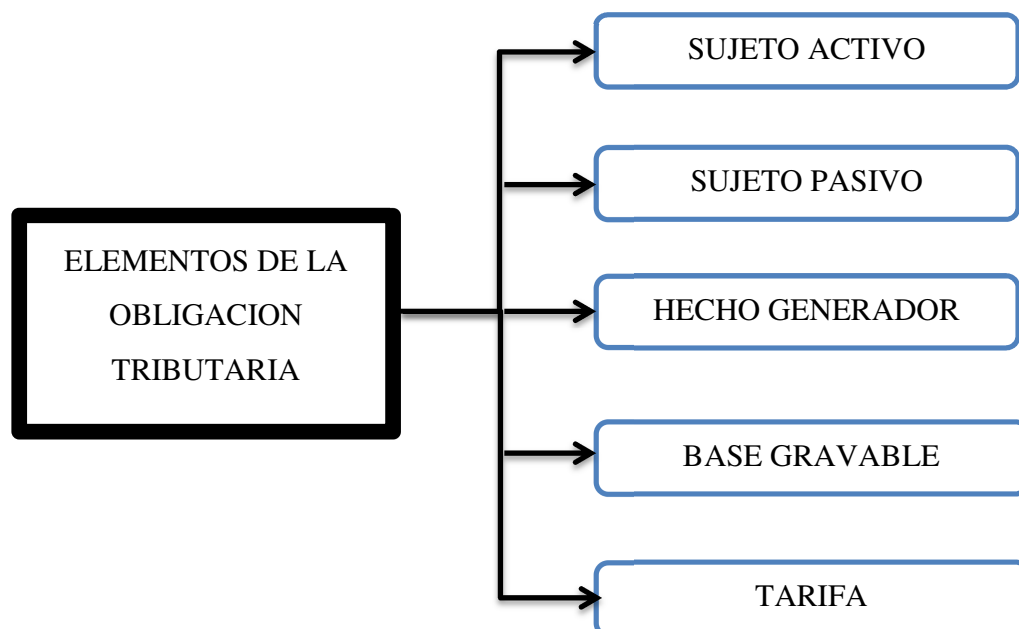 ELEMENTOS DE LA
OBLIGACION
TRIBUTARIA
SUJETO ACTIVO
SUJETO PASIVO
HECHO GENERADOR
BASE GRAVABLE
TARIFA